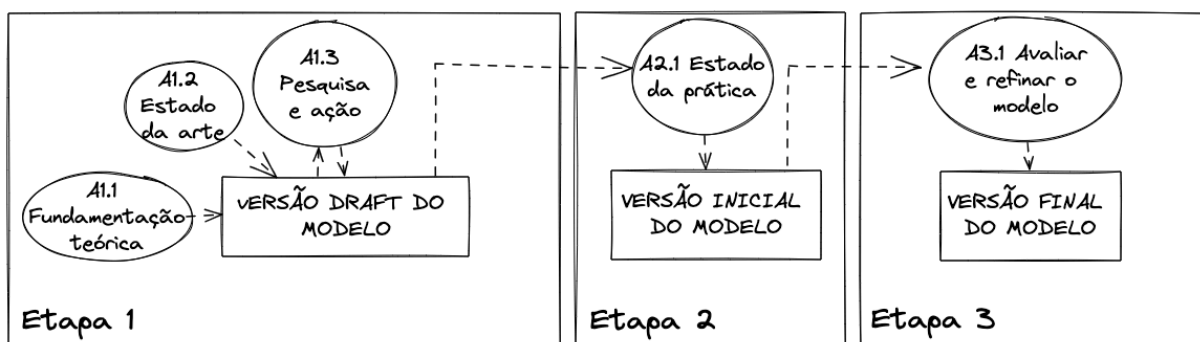 A1.1
Fundamentação
teórica
A1.2
Estado
da arte
A1.3
Pesquisa
e ação
VERSÃO DRAFT DO
MODELO
Etapa 1
A2.1 Estado
da prática
VERSÃO INICIAL
DO MODELO
Etapa 2
A3.1 Avaliar
e refinar o
modelo
VERSÃO FINAL
DO MODELO
Etapa 3